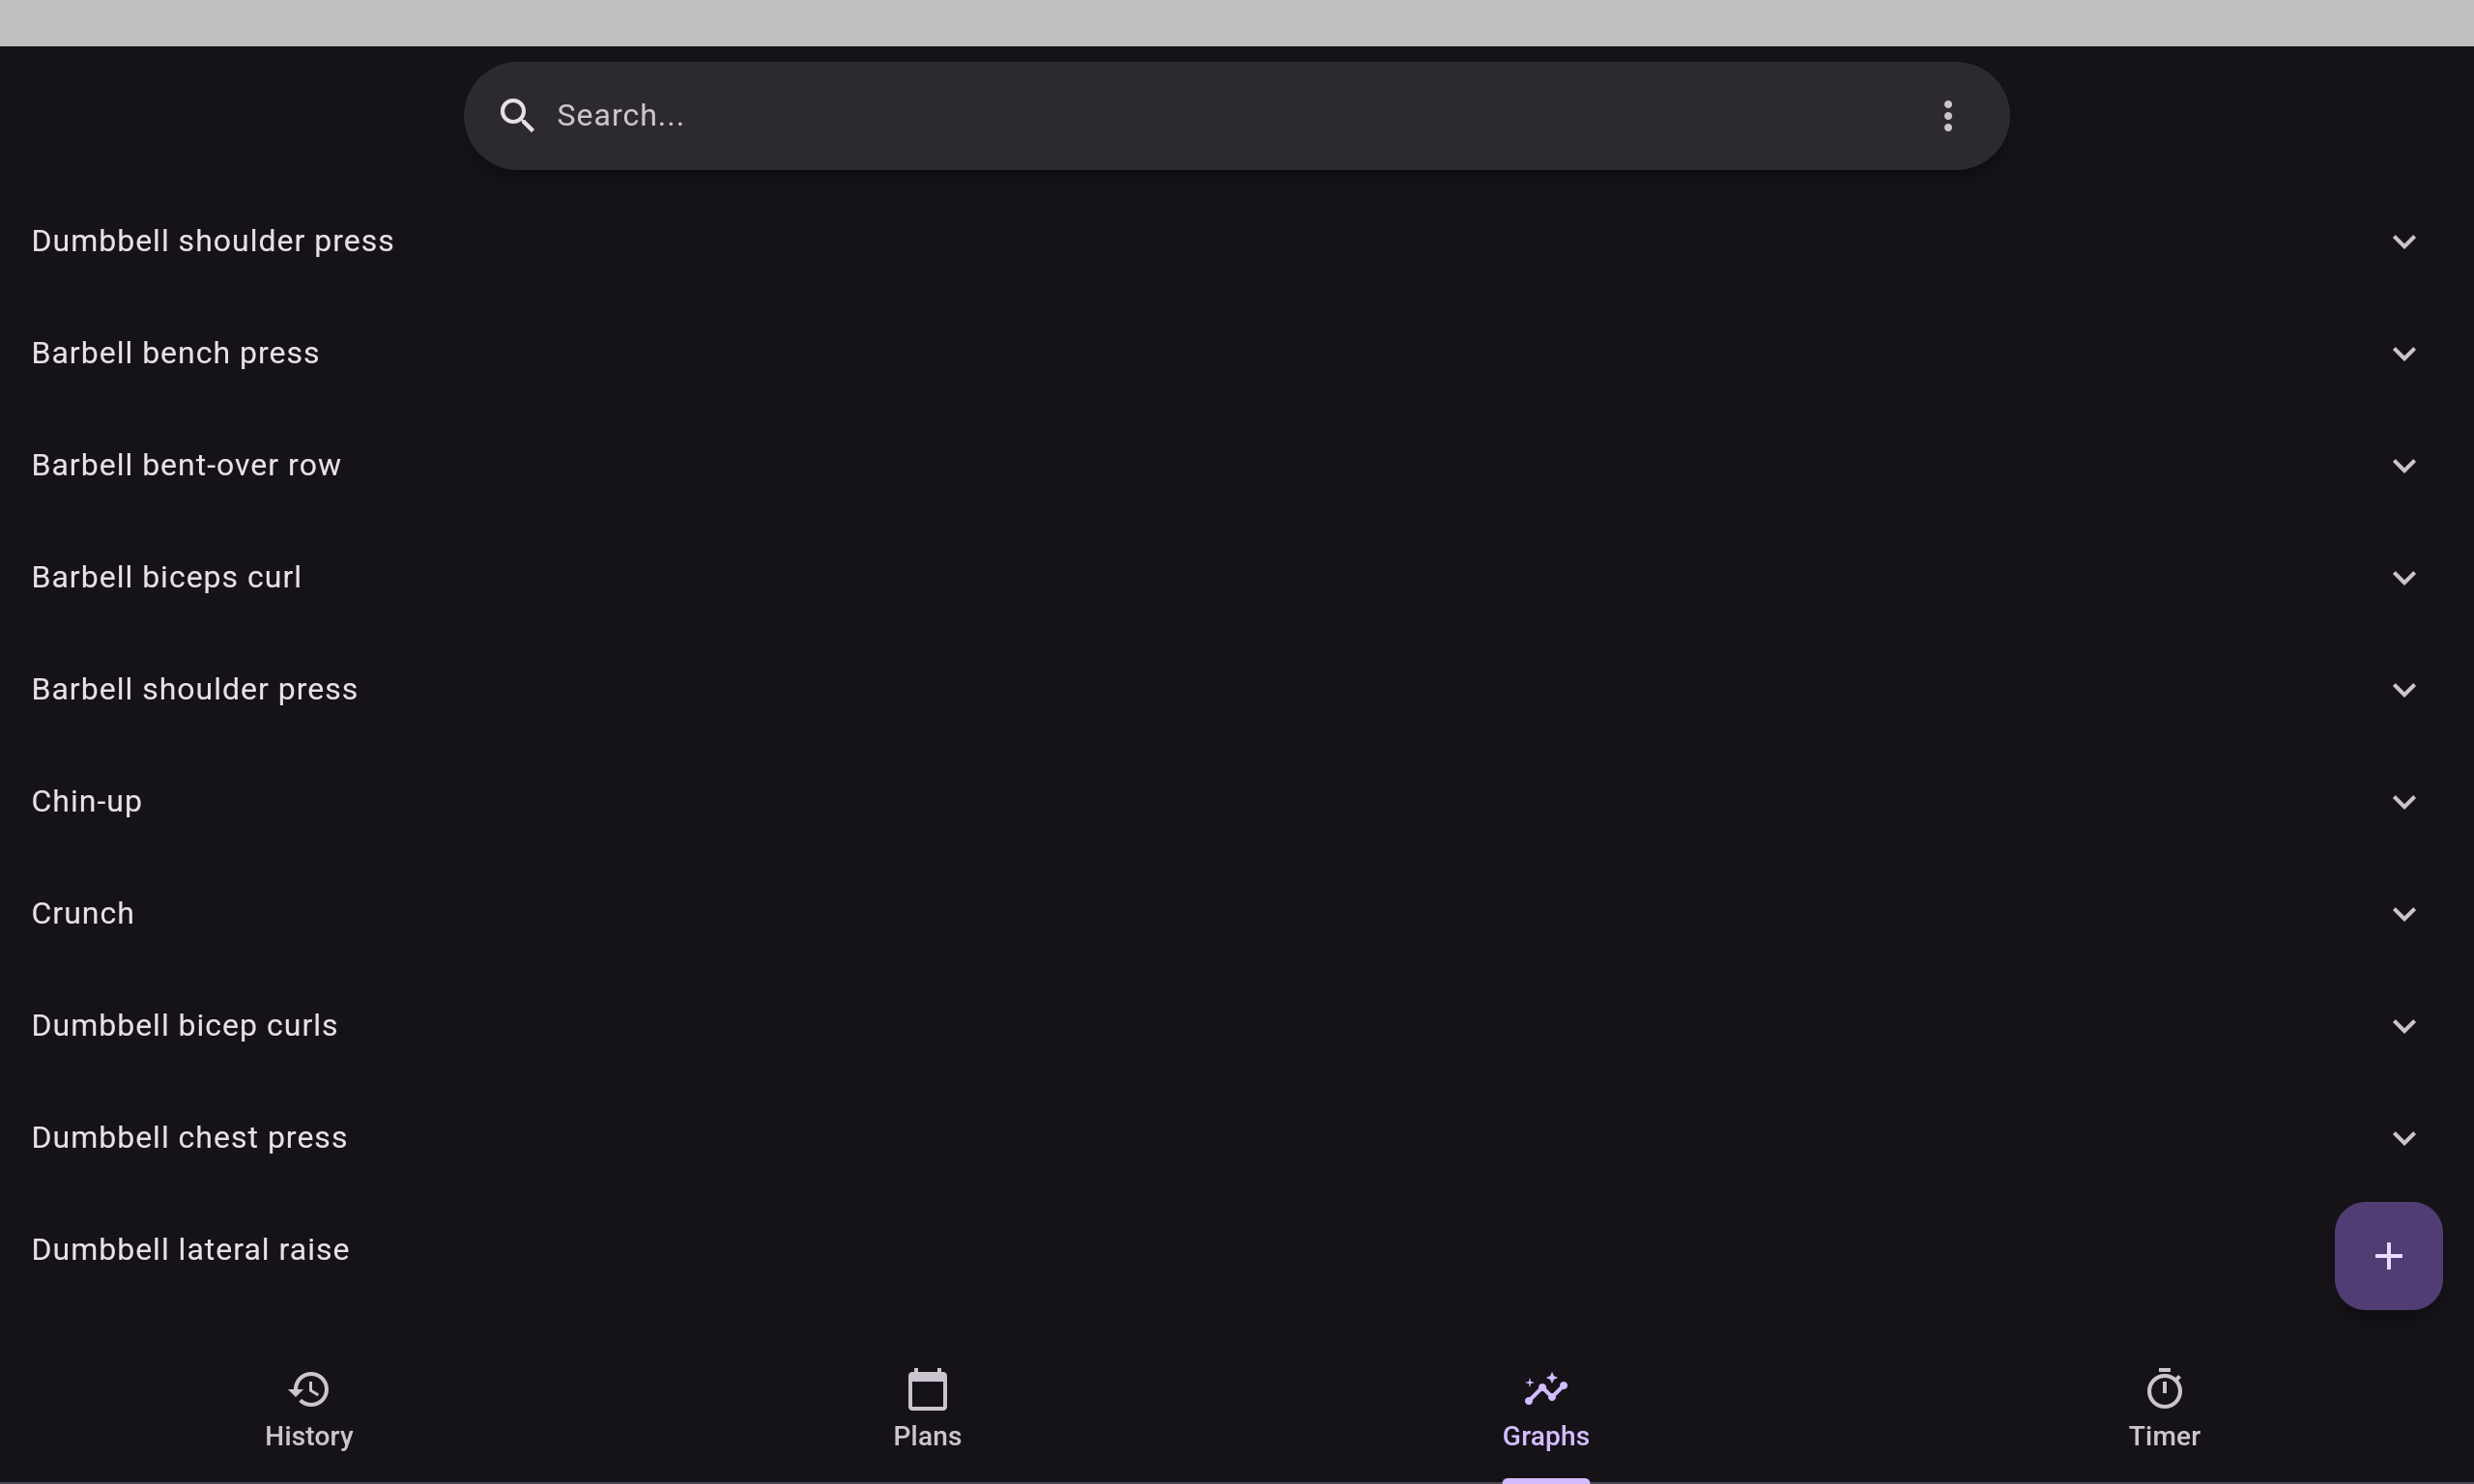 Search...
Dumbbell shoulder press
Barbell bench press
Barbell bent-over row
Barbell biceps curl
Barbell shoulder press
Chin-up
Crunch
Dumbbell bicep curls
Dumbbell chest press
Dumbbell lateral raise
History
Plans
Graphs
Timer